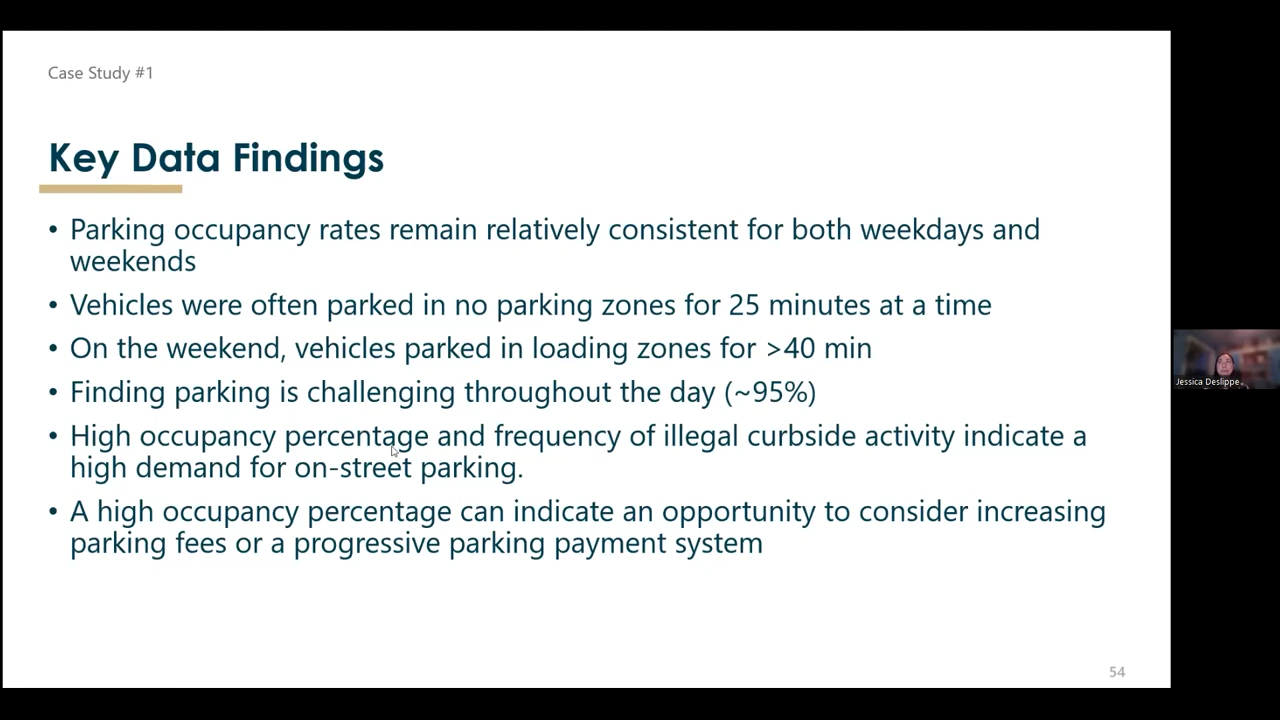 Case Study #1
Key Data Findings
• Parking occupancy rates remain relatively consistent for both weekdays and
weekends
• Vehicles were often parked in no parking zones for 25 minutes at a time
• On the weekend, vehicles parked in loading zones for >40 min
• Finding parking is challenging throughout the day (~95%)
• High occupancy percentage and frequency of illegal curbside activity indicate a
high demand for on-street parking.
• A high occupancy percentage can indicate an opportunity to consider increasing
parking fees or a progressive parking payment system
54
Jessica Deslippe